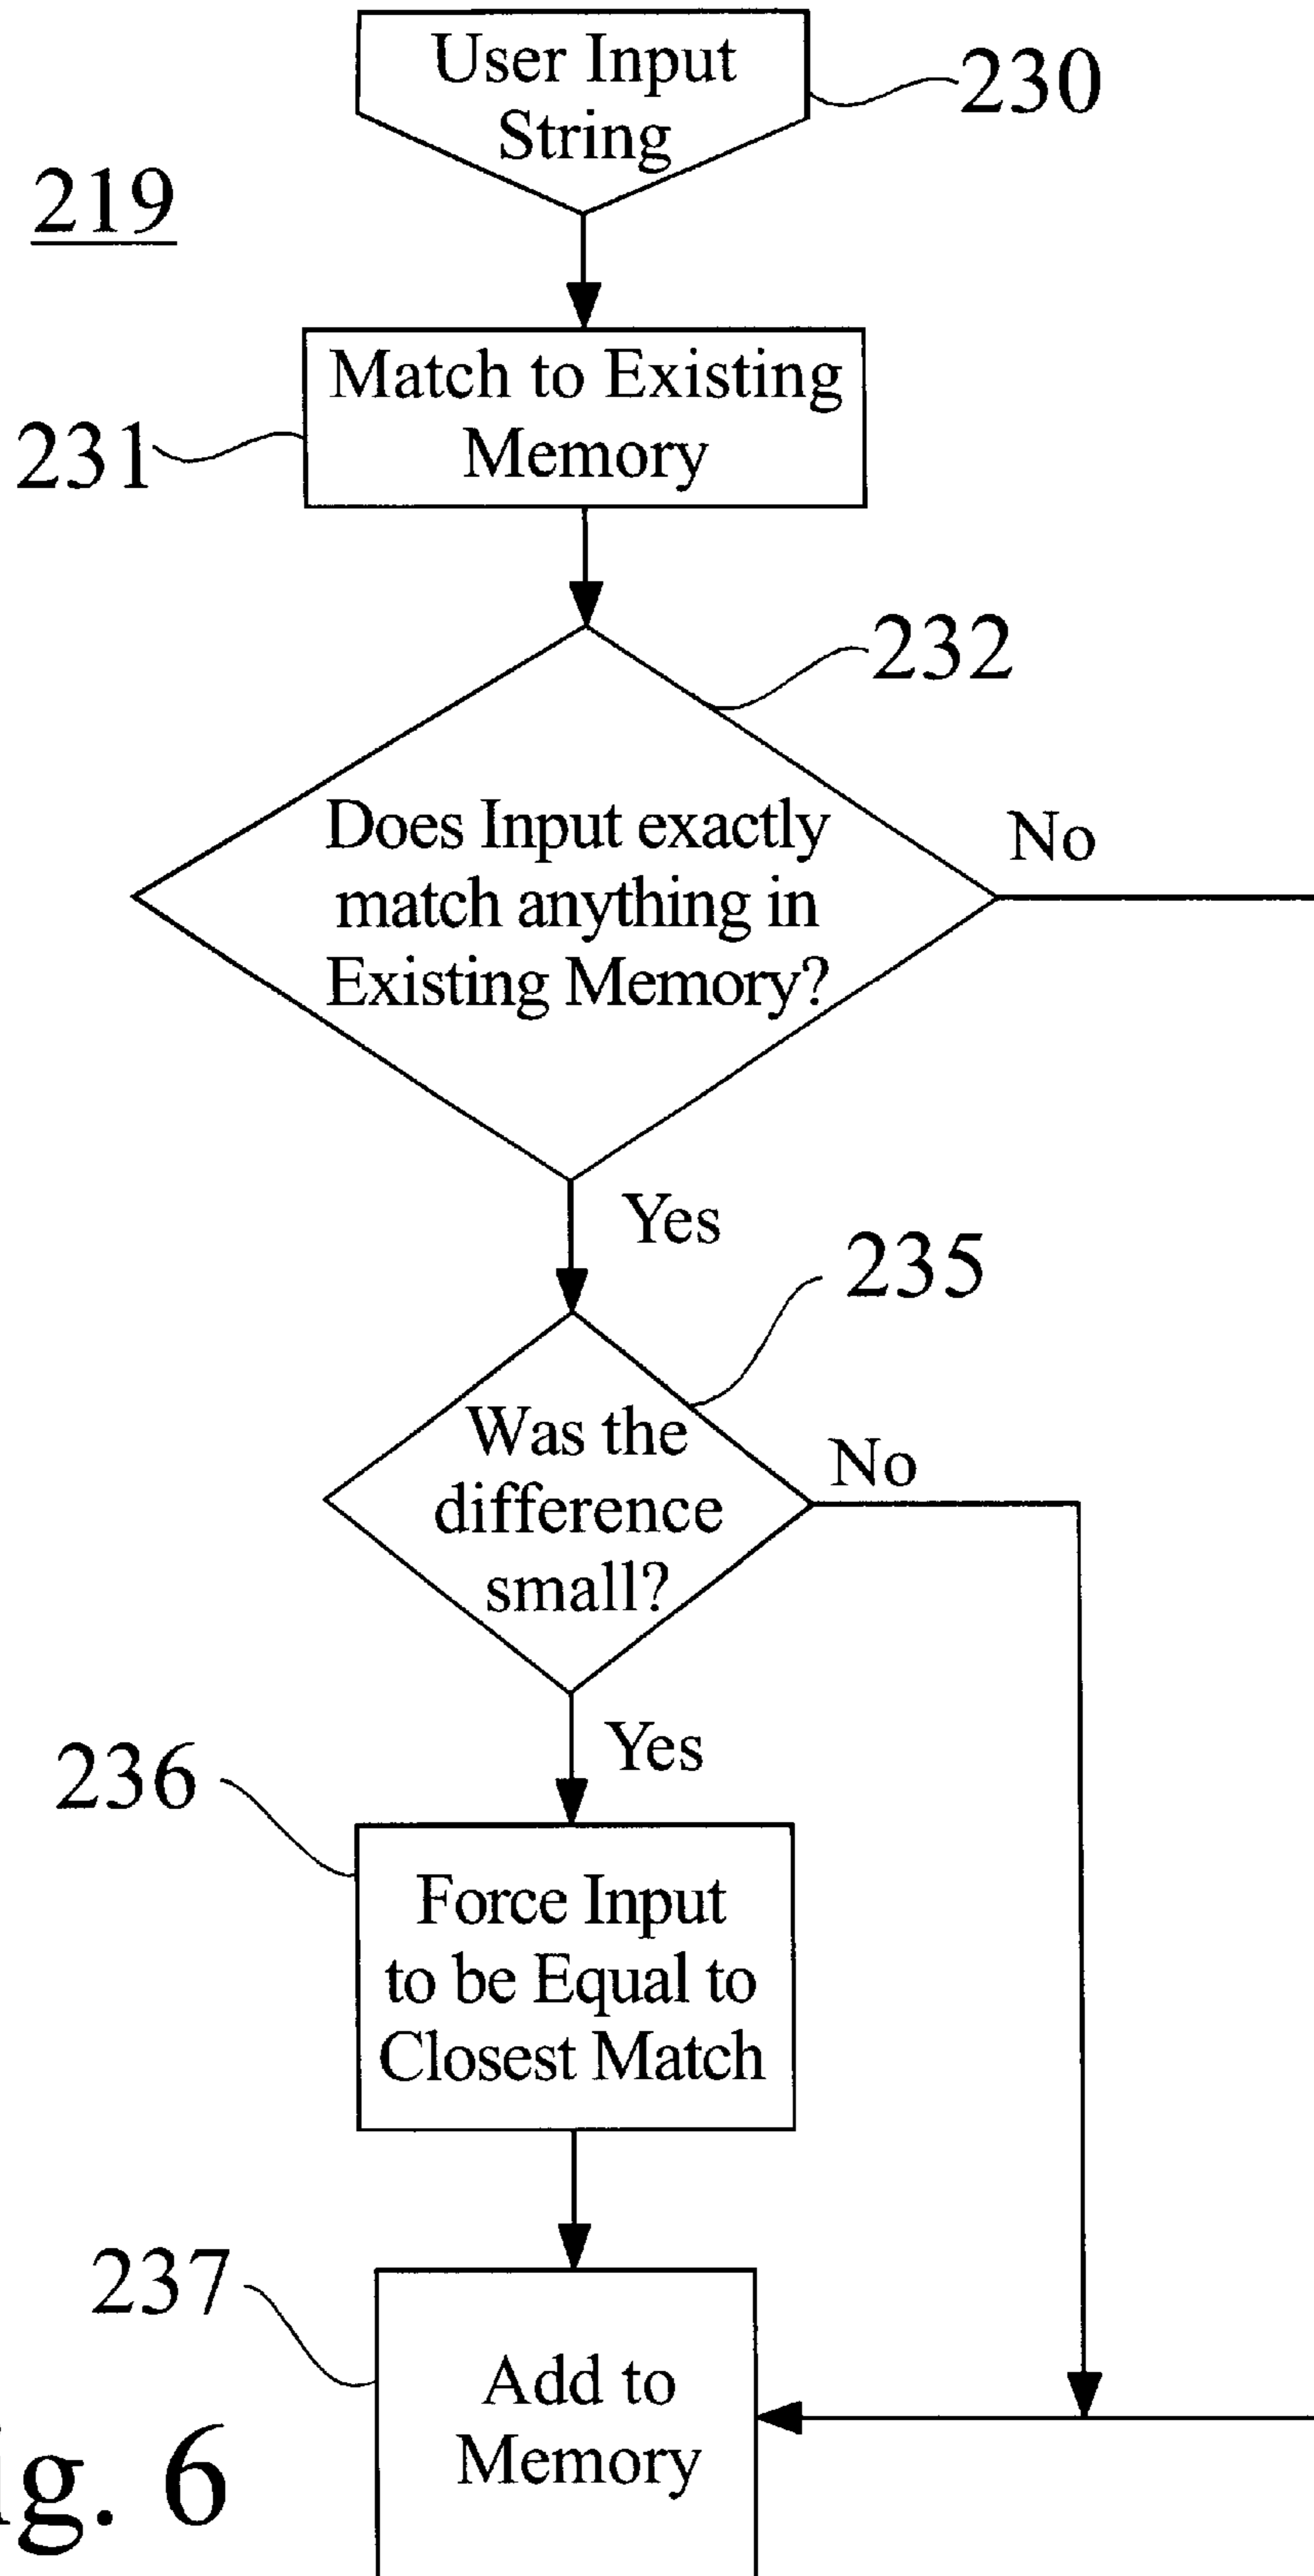 User Input
String
230
219
Match to Existing
Memory
231
232
Does Input exactly
match anything in
Existing Memory?
No
Yes
235
Was the
difference
small?
No
Yes
236
Force Input
to be Equal to
Closest Match
237
Add to
Memory
ig. 6